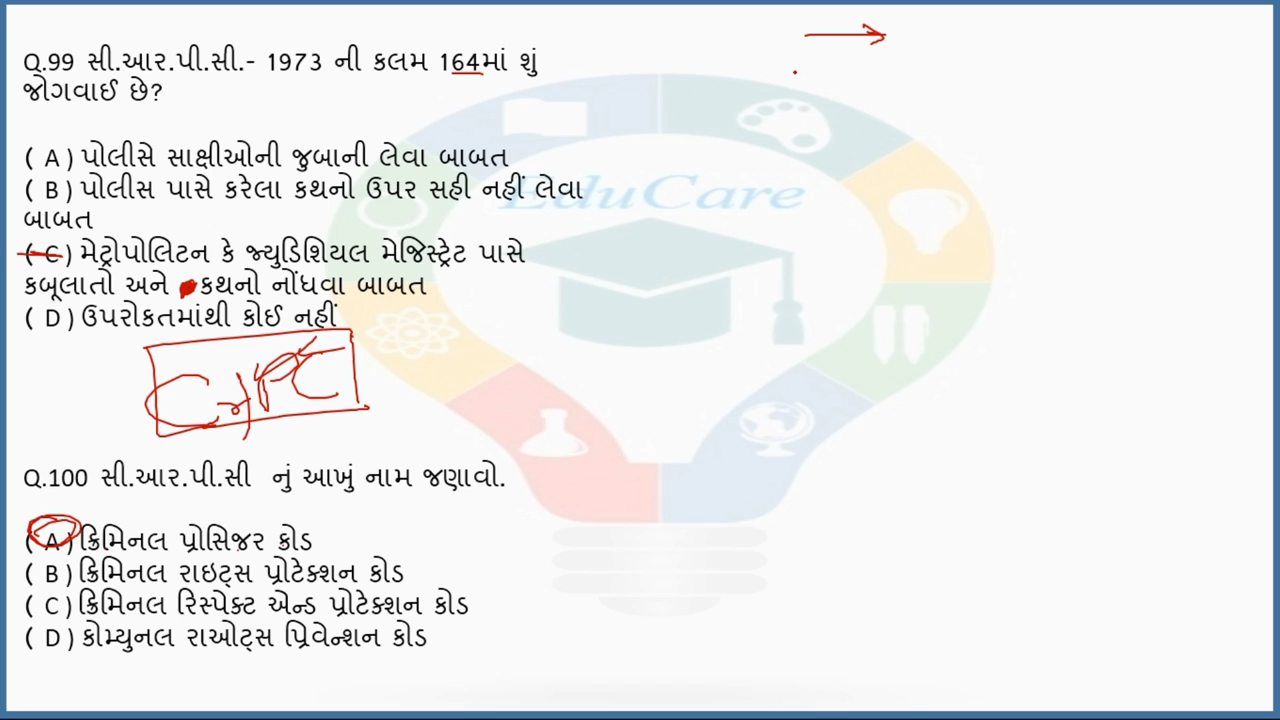 Q.99 સી.આર.પી.સી.- 1973 ની કલમ 164માં શું
જોગવાઈ છે?
( A ) પોલીસે સાક્ષીઓની જુબાની લેવા બાબત
( B ) પોલીસ પાસે કરેલા કથનો ઉપર સહી નહીં લેવા
બાબત
( C ) મેટ્રોપોલિટન કે જ્યુડિશિયલ મેજિસ્ટ્રેટ પાસે
કબૂલાતો અને કથનો નોંધવા બાબત
( D ) ઉપરોકતમાંથી કોઈ નહીં
CrPC
Q.100 સી.આર.પી.સી નું આખું નામ જણાવો.
( A ) ક્રિમિનલ પ્રોસિજર કોડ
( B ) ક્રિમિનલ રાઇટ્સ પ્રોટેક્શન કોડ
( C ) ક્રિમિનલ રિસ્પેક્ટ એન્ડ પ્રોટેક્શન કોડ
( D ) કોમ્યુનલ રાઓટ્સ પ્રિવેન્શન કોડ
EduCare